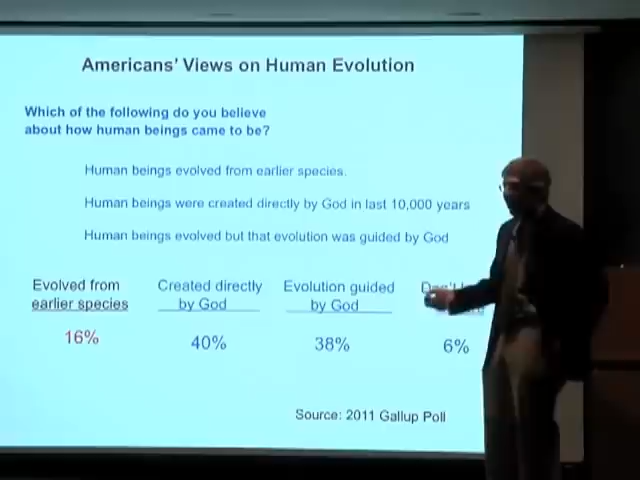 Americans' Views on Human Evolution
Which of the following do you believe
about how human beings came to be?
Human beings evolved from earlier species.
Human beings were created directly by God in last 10,000 years
Human beings evolved but that evolution was guided by God
Evolved from earlier species
Created directly by God
Evolution guided by God
16%
40%
38%
6%
Source: 2011 Gallup Poll